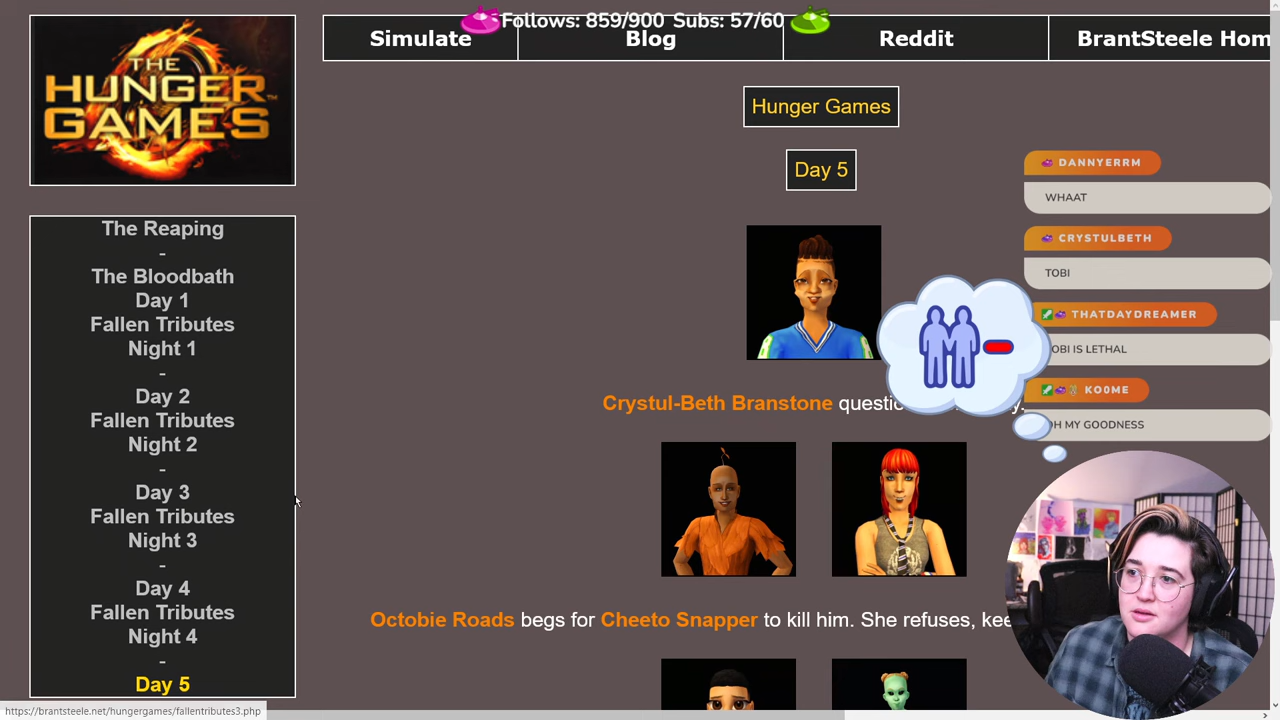 Follows: 859/900 Subs: 57/60
THE
HUNGER
GAMES
Simulate
Blog
Reddit
BrantSteele Hom
Hunger Games
Day 5
The Reaping
-
The Bloodbath
Day 1
Fallen Tributes
Night 1
-
Day 2
Fallen Tributes
Night 2
-
Day 3
Fallen Tributes
Night 3
-
Day 4
Fallen Tributes
Night 4
-
Day 5
Crystul-Beth Branstone
Octobie Roads begs for Cheeto Snapper to kill him. She refuses,
DANNYERRM
WHAAT
CRYSTULBETH
TOBI
THATDAYDREAMER
OBI IS LETHAL
KO0ME
OH MY GOODNESS
https://brantsteele.net/hungergames/fallentributes3.php